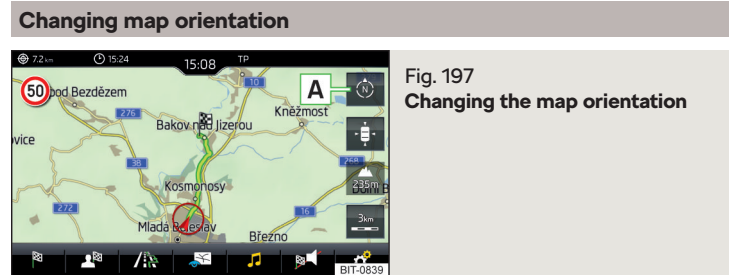 Changing map orientation
7.2 km
15:24
15:08
TP
50
pod Bezdězem
10
A
N
Kněžmost
276
Bakov nad Jizerou
vice
38
268
235m
Dolní B
Kosmonosy
272
16
3km
Mladá Boleslav
Březno
BIT-0839
Fig. 197
Changing the map orientation